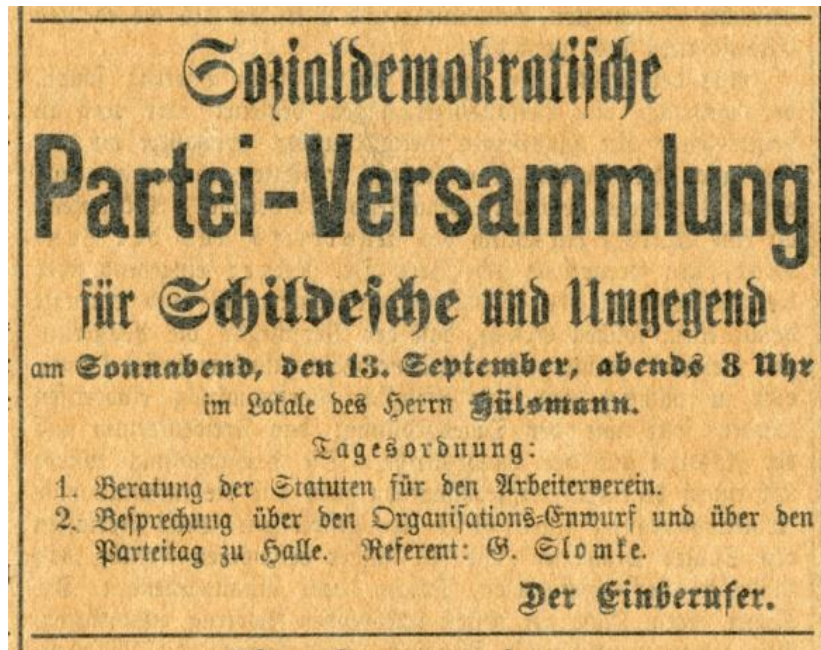 Sozialdemokratische
Partei-Versammlung
für Schildesche und Umgegend
am Sonnabend, den 13. September, abends 8 Uhr
im Lokale des Herrn Hülsmann.
Tagesordnung:
1. Beratung der Statuten für den Arbeiterverein.
2. Besprechung über den Organisations-Enwurf und über den
Parteitag zu Halle. Referent: G. Slomke.
Der Einberufer.